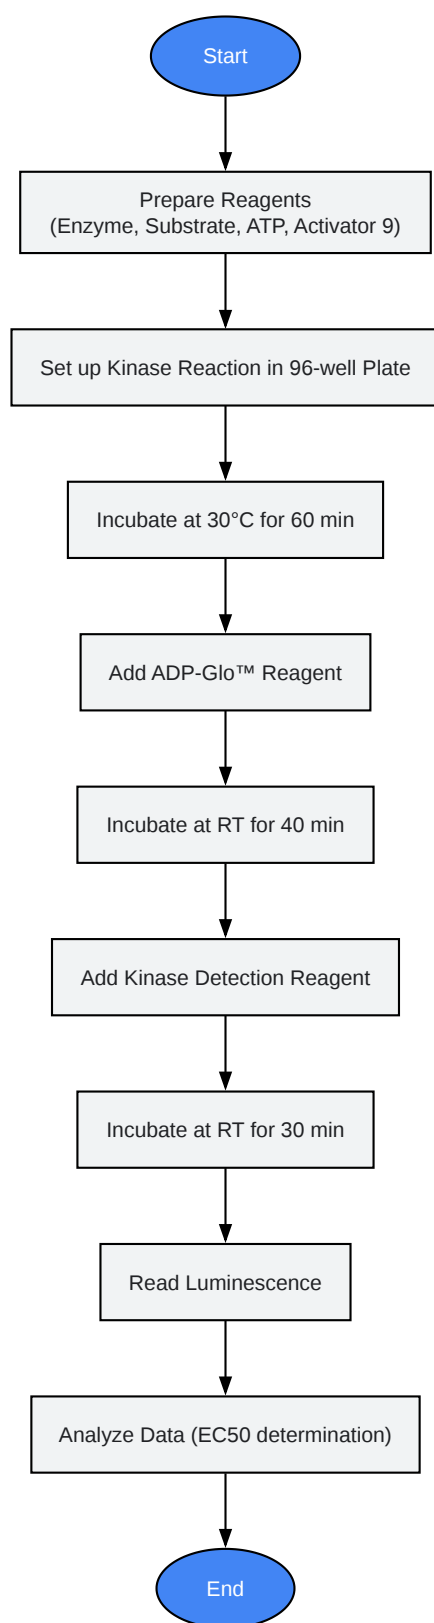 Start
Prepare Reagents
(Enzyme, Substrate, ATP, Activator 9)
Set up Kinase Reaction in 96-well Plate
Incubate at 30°C for 60 min
Add ADP-Glo™ Reagent
Incubate at RT for 40 min
Add Kinase Detection Reagent
Incubate at RT for 30 min
Read Luminescence
Analyze Data (EC50 determination)
End